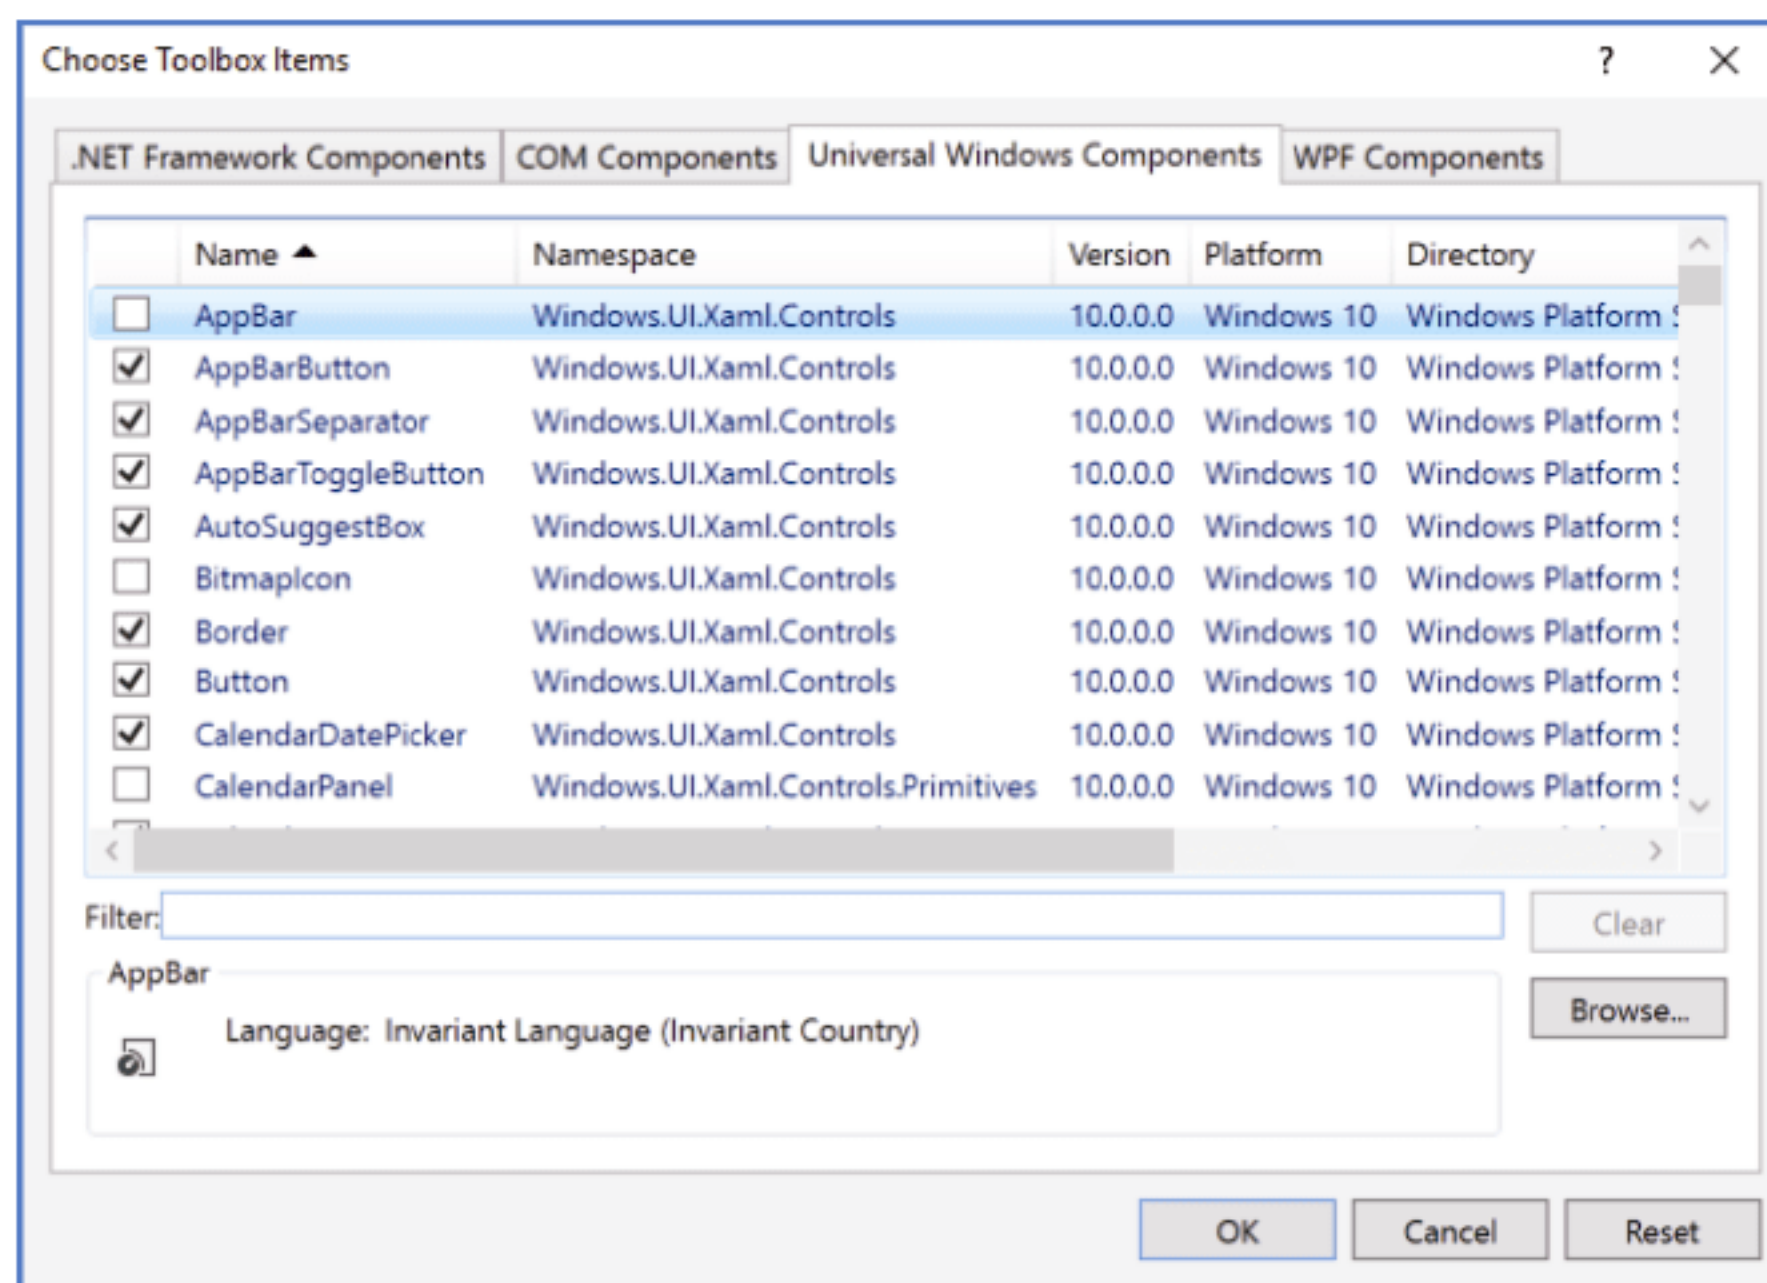 Choose Toolbox Items ?
.NET Framework Components COM Components Universal Windows Components WPF Components
Name Namespace Version Platform Directory
AppBar Windows.UI.Xaml.Controls 10.0.0.0 Windows 10 Windows Platform
AppBarButton Windows.UI.Xaml.Controls 10.0.0.0 Windows 10 Windows Platform
AppBarSeparator Windows.UI.Xaml.Controls 10.0.0.0 Windows 10 Windows Platform
AppBarToggleButton Windows.UI.Xaml.Controls 10.0.0.0 Windows 10 Windows Platform
AutoSuggestBox Windows.UI.Xaml.Controls 10.0.0.0 Windows 10 Windows Platform
BitmapIcon Windows.UI.Xaml.Controls 10.0.0.0 Windows 10 Windows Platform
Border Windows.UI.Xaml.Controls 10.0.0.0 Windows 10 Windows Platform
Button Windows.UI.Xaml.Controls 10.0.0.0 Windows 10 Windows Platform
CalendarDatePicker Windows.UI.Xaml.Controls 10.0.0.0 Windows 10 Windows Platform
CalendarPanel Windows.UI.Xaml.Controls.Primitives 10.0.0.0 Windows 10 Windows Platform
Filter: Clear
AppBar
Language: Invariant Language (Invariant Country)
Browse...
OK Cancel Reset